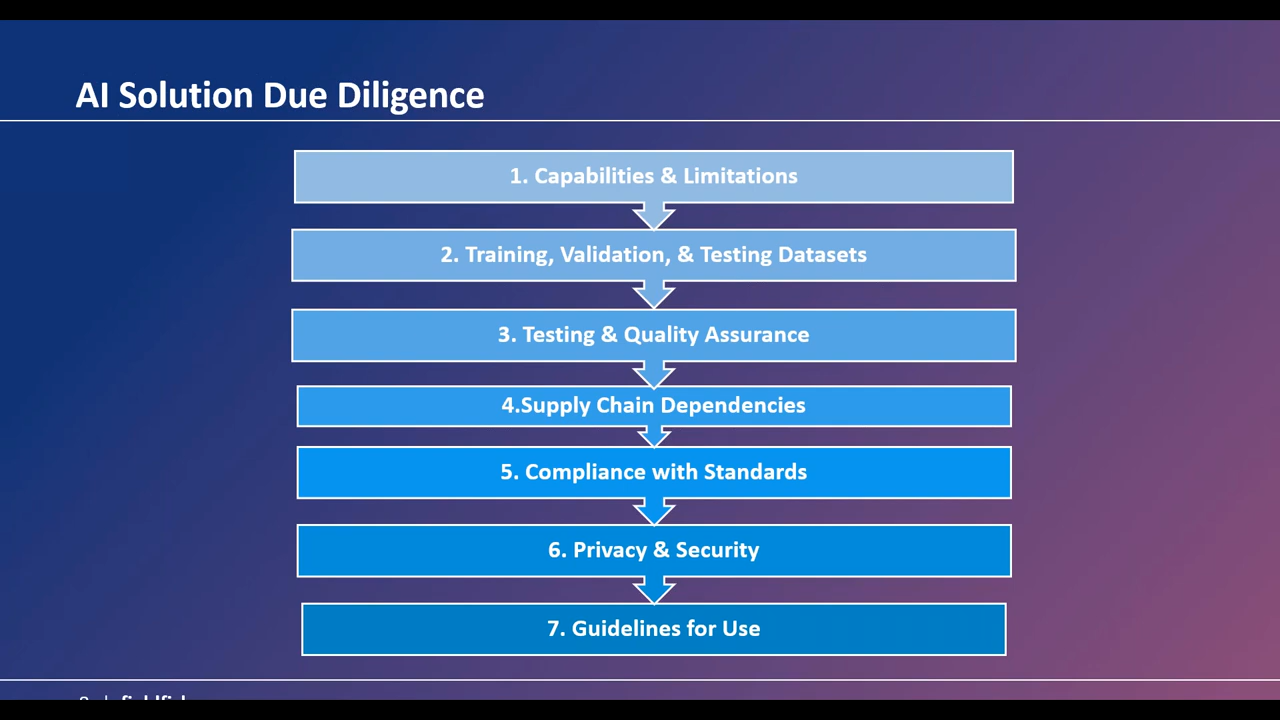 AI Solution Due Diligence
1. Capabilities & Limitations
2. Training, Validation, & Testing Datasets
3. Testing & Quality Assurance
4.Supply Chain Dependencies
5. Compliance with Standards
6. Privacy & Security
7. Guidelines for Use